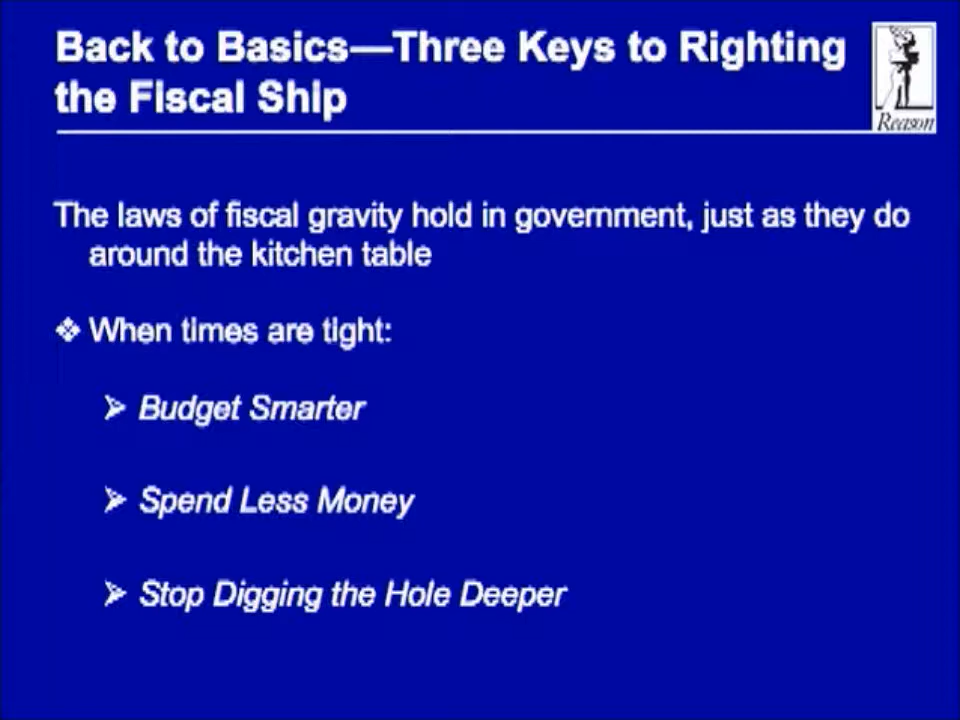 Back to Basics—Three Keys to Righting
the Fiscal Ship
Reason
The laws of fiscal gravity hold in government, just as they do
around the kitchen table
❖ When times are tight:
➢ Budget Smarter
➢ Spend Less Money
➢ Stop Digging the Hole Deeper